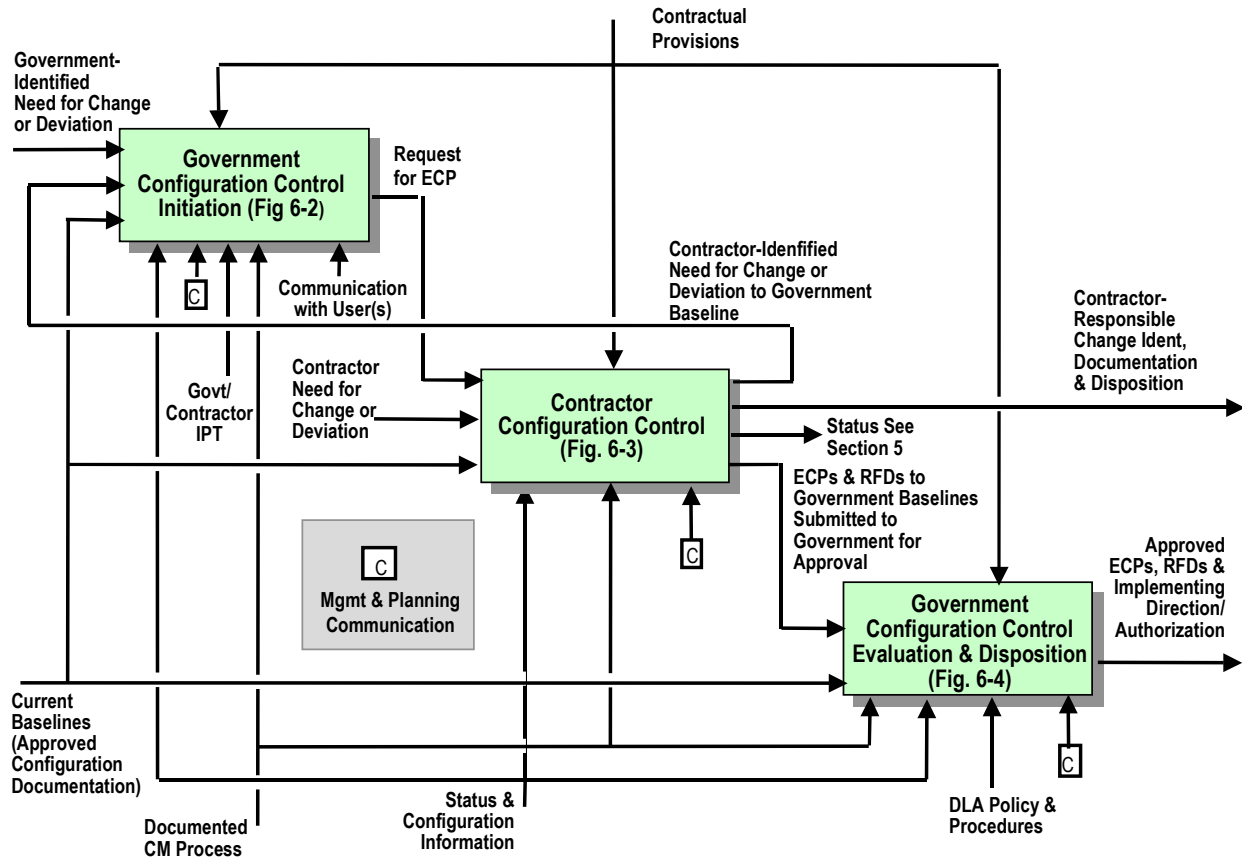 Contractual
Provisions
Government-
Identified
Need for Change
or Deviation
Government
Configuration Control
Initiation (Fig 6-2)
Request
for ECP
C
Communication
with User(s)
Contractor-Idenfified
Need for Change or
Deviation to Government
Baseline
Contractor-
Responsible
Change Ident,
Documentation
& Disposition
Govt/
Contractor
IPT
Contractor
Need for
Change or
Deviation
Contractor
Configuration Control
(Fig. 6-3)
Status See
Section 5
ECPs & RFDs to
Government Baselines
Submitted to
Government for
Approval
C
C
Mgmt & Planning
Communication
Approved
ECPs, RFDs &
Implementing
Direction/
Authorization
Government
Configuration Control
Evaluation & Disposition
(Fig. 6-4)
Current
Baselines
(Approved
Configuration
Documentation)
C
Documented
CM Process
Status &
Configuration
Information
DLA Policy &
Procedures